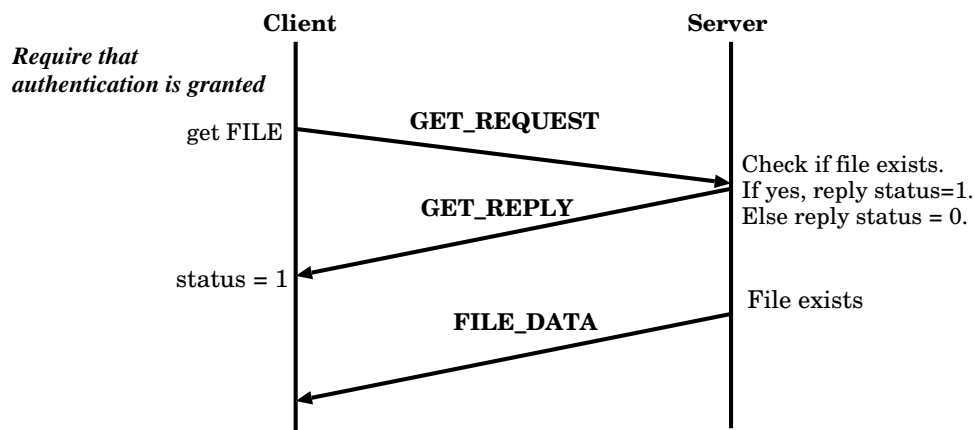 Client
Server
Require that
authentication is granted
get FILE
GET_REQUEST
Check if file exists.
If yes, reply status=1.
Else reply status = 0.
GET_REPLY
status = 1
File exists
FILE_DATA